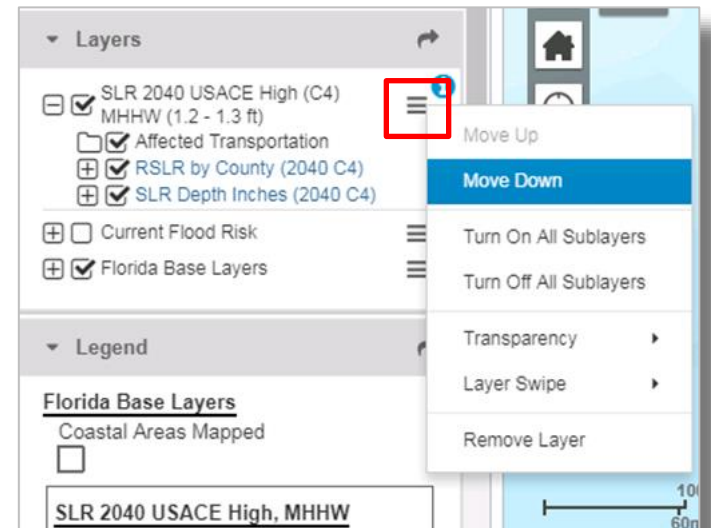 Layers
SLR 2040 USACE High (C4)
MHHW (1.2 - 1.3 ft)
Affected Transportation
RSLR by County (2040 C4)
SLR Depth Inches (2040 C4)
Current Flood Risk
Florida Base Layers
Move Up
Move Down
Turn On All Sublayers
Turn Off All Sublayers
Transparency
Layer Swipe
Remove Layer
Legend
Florida Base Layers
Coastal Areas Mapped
SLR 2040 USACE High, MHHW